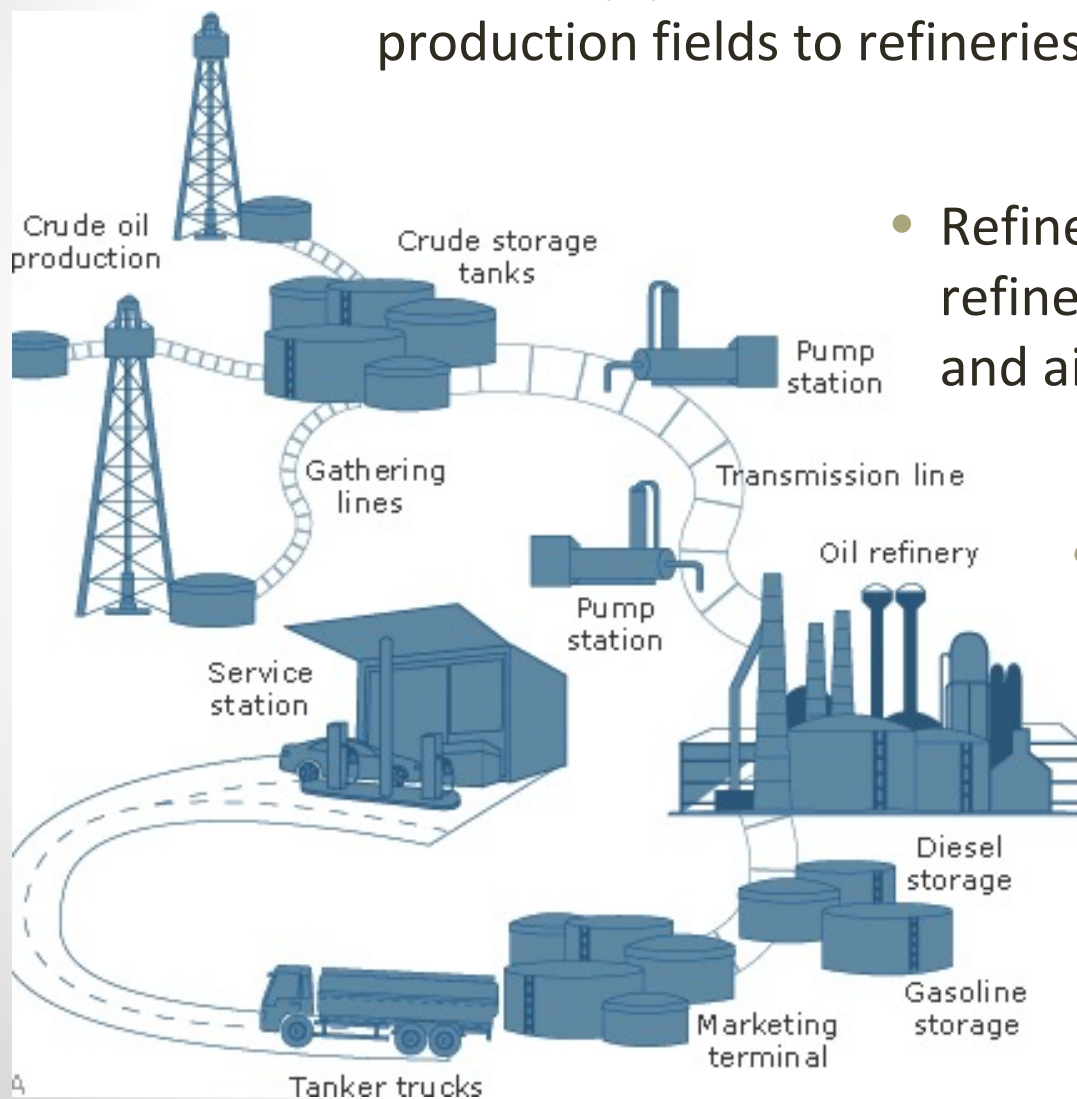 production fields to refineries
Refine
refine
and ai
Crude oil
production
Crude storage
tanks
Pump
station
Gathering
lines
Transmission line
Oil refinery
Pump
station
Service
station
Diesel
storage
Gasoline
storage
Marketing
terminal
Tanker trucks